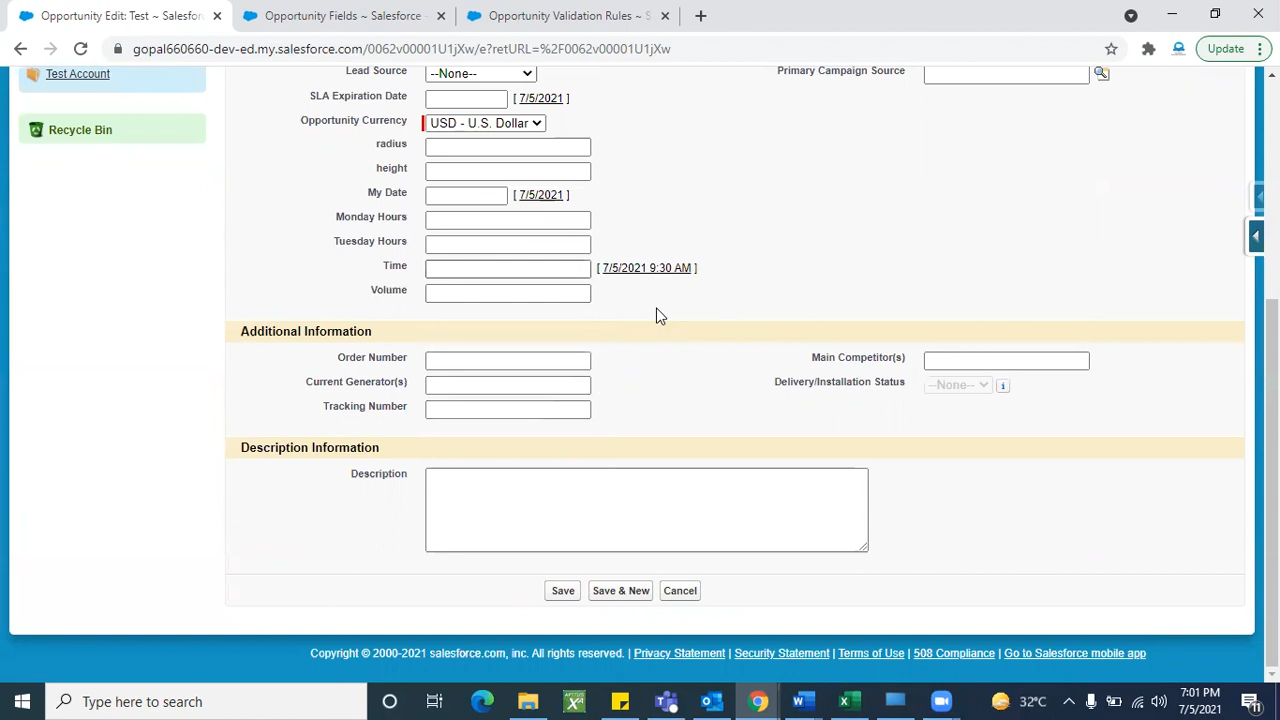 Opportunity Edit: Test ~ Salesfor
Opportunity Fields ~ Salesforce -
Opportunity Validation Rules ~ S
gopal660660-dev-ed.my.salesforce.com/0062v00001U1jXw/e?retURL=%2F0062v00001U1jXw
Update
Test Account
Recycle Bin
Lead Source --None-- Primary Campaign Source
SLA Expiration Date [ 7/5/2021 ]
Opportunity Currency USD - U.S. Dollar
radius
height
My Date [ 7/5/2021 ]
Monday Hours
Tuesday Hours
Time [ 7/5/2021 9:30 AM ]
Volume
Additional Information
Order Number Main Competitor(s)
Current Generator(s) Delivery/Installation Status --None--
Tracking Number
Description Information
Description
Save Save & New Cancel
Copyright © 2000-2021 salesforce.com, inc. All rights reserved. | Privacy Statement | Security Statement | Terms of Use | 508 Compliance | Go to Salesforce mobile app
Type here to search
32°C
7:01 PM
7/5/2021